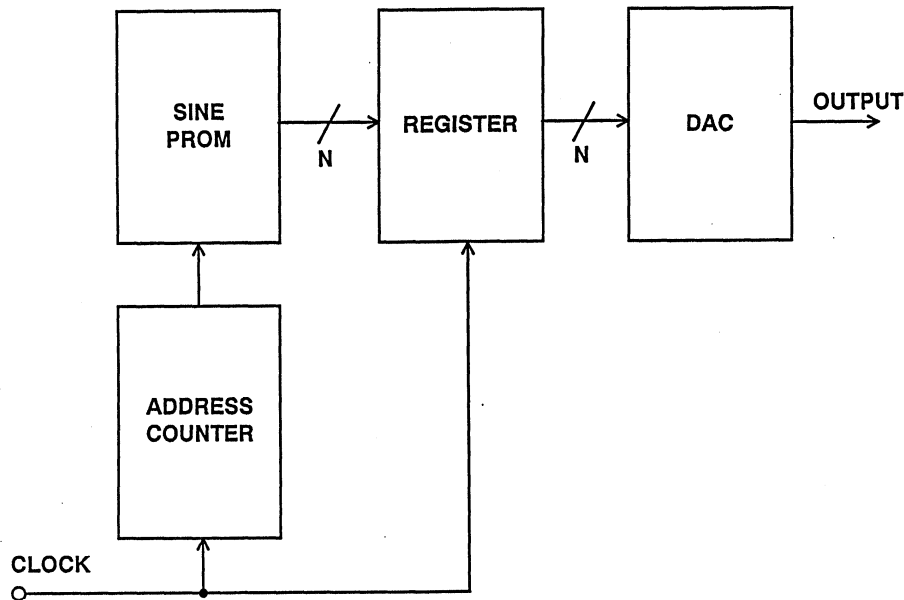 SINE
PROM
N
REGISTER
N
DAC
OUTPUT
ADDRESS
COUNTER
CLOCK